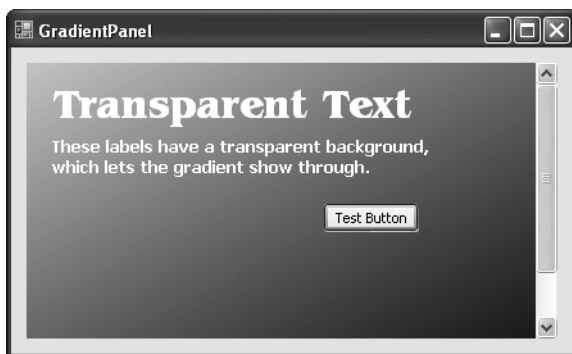 GradientPanel
Transparent Text
These labels have a transparent background,
which lets the gradient show through.
Test Button